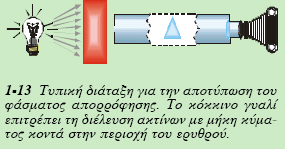 1-13 Τυπική διάταξη για την αποτύπωση του
φάσματος απορρόφησης. Το κόκκινο γυαλί
επιτρέπει τη διέλευση ακτίνων με μήκη κύμα-
τος κοντά στην περιοχή του ερυθρού.